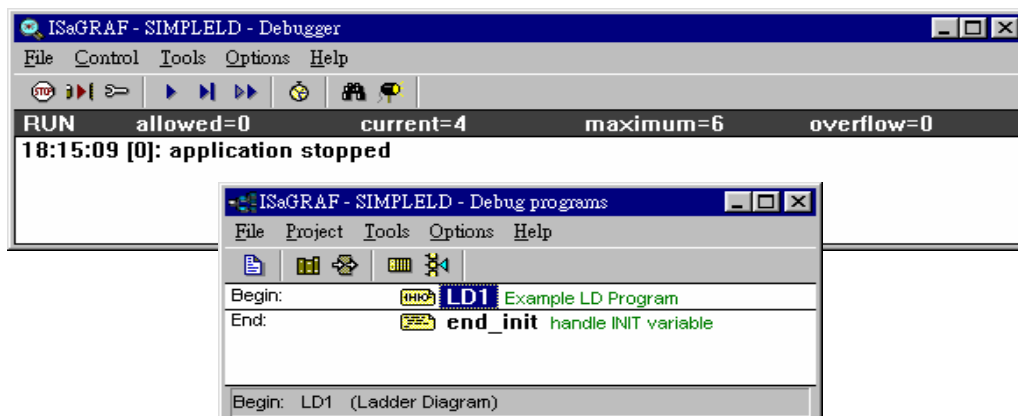 ISaGRAF - SIMPLELD - Debugger
File Control Tools Options Help
STOP
RUN allowed=0 current=4 maximum=6 overflow=0
18:15:09 [0]: application stopped
ISaGRAF - SIMPLELD - Debug programs
File Project Tools Options Help
Begin: LD1 Example LD Program
End: end_init handle INIT variable
Begin: LD1 (Ladder Diagram)